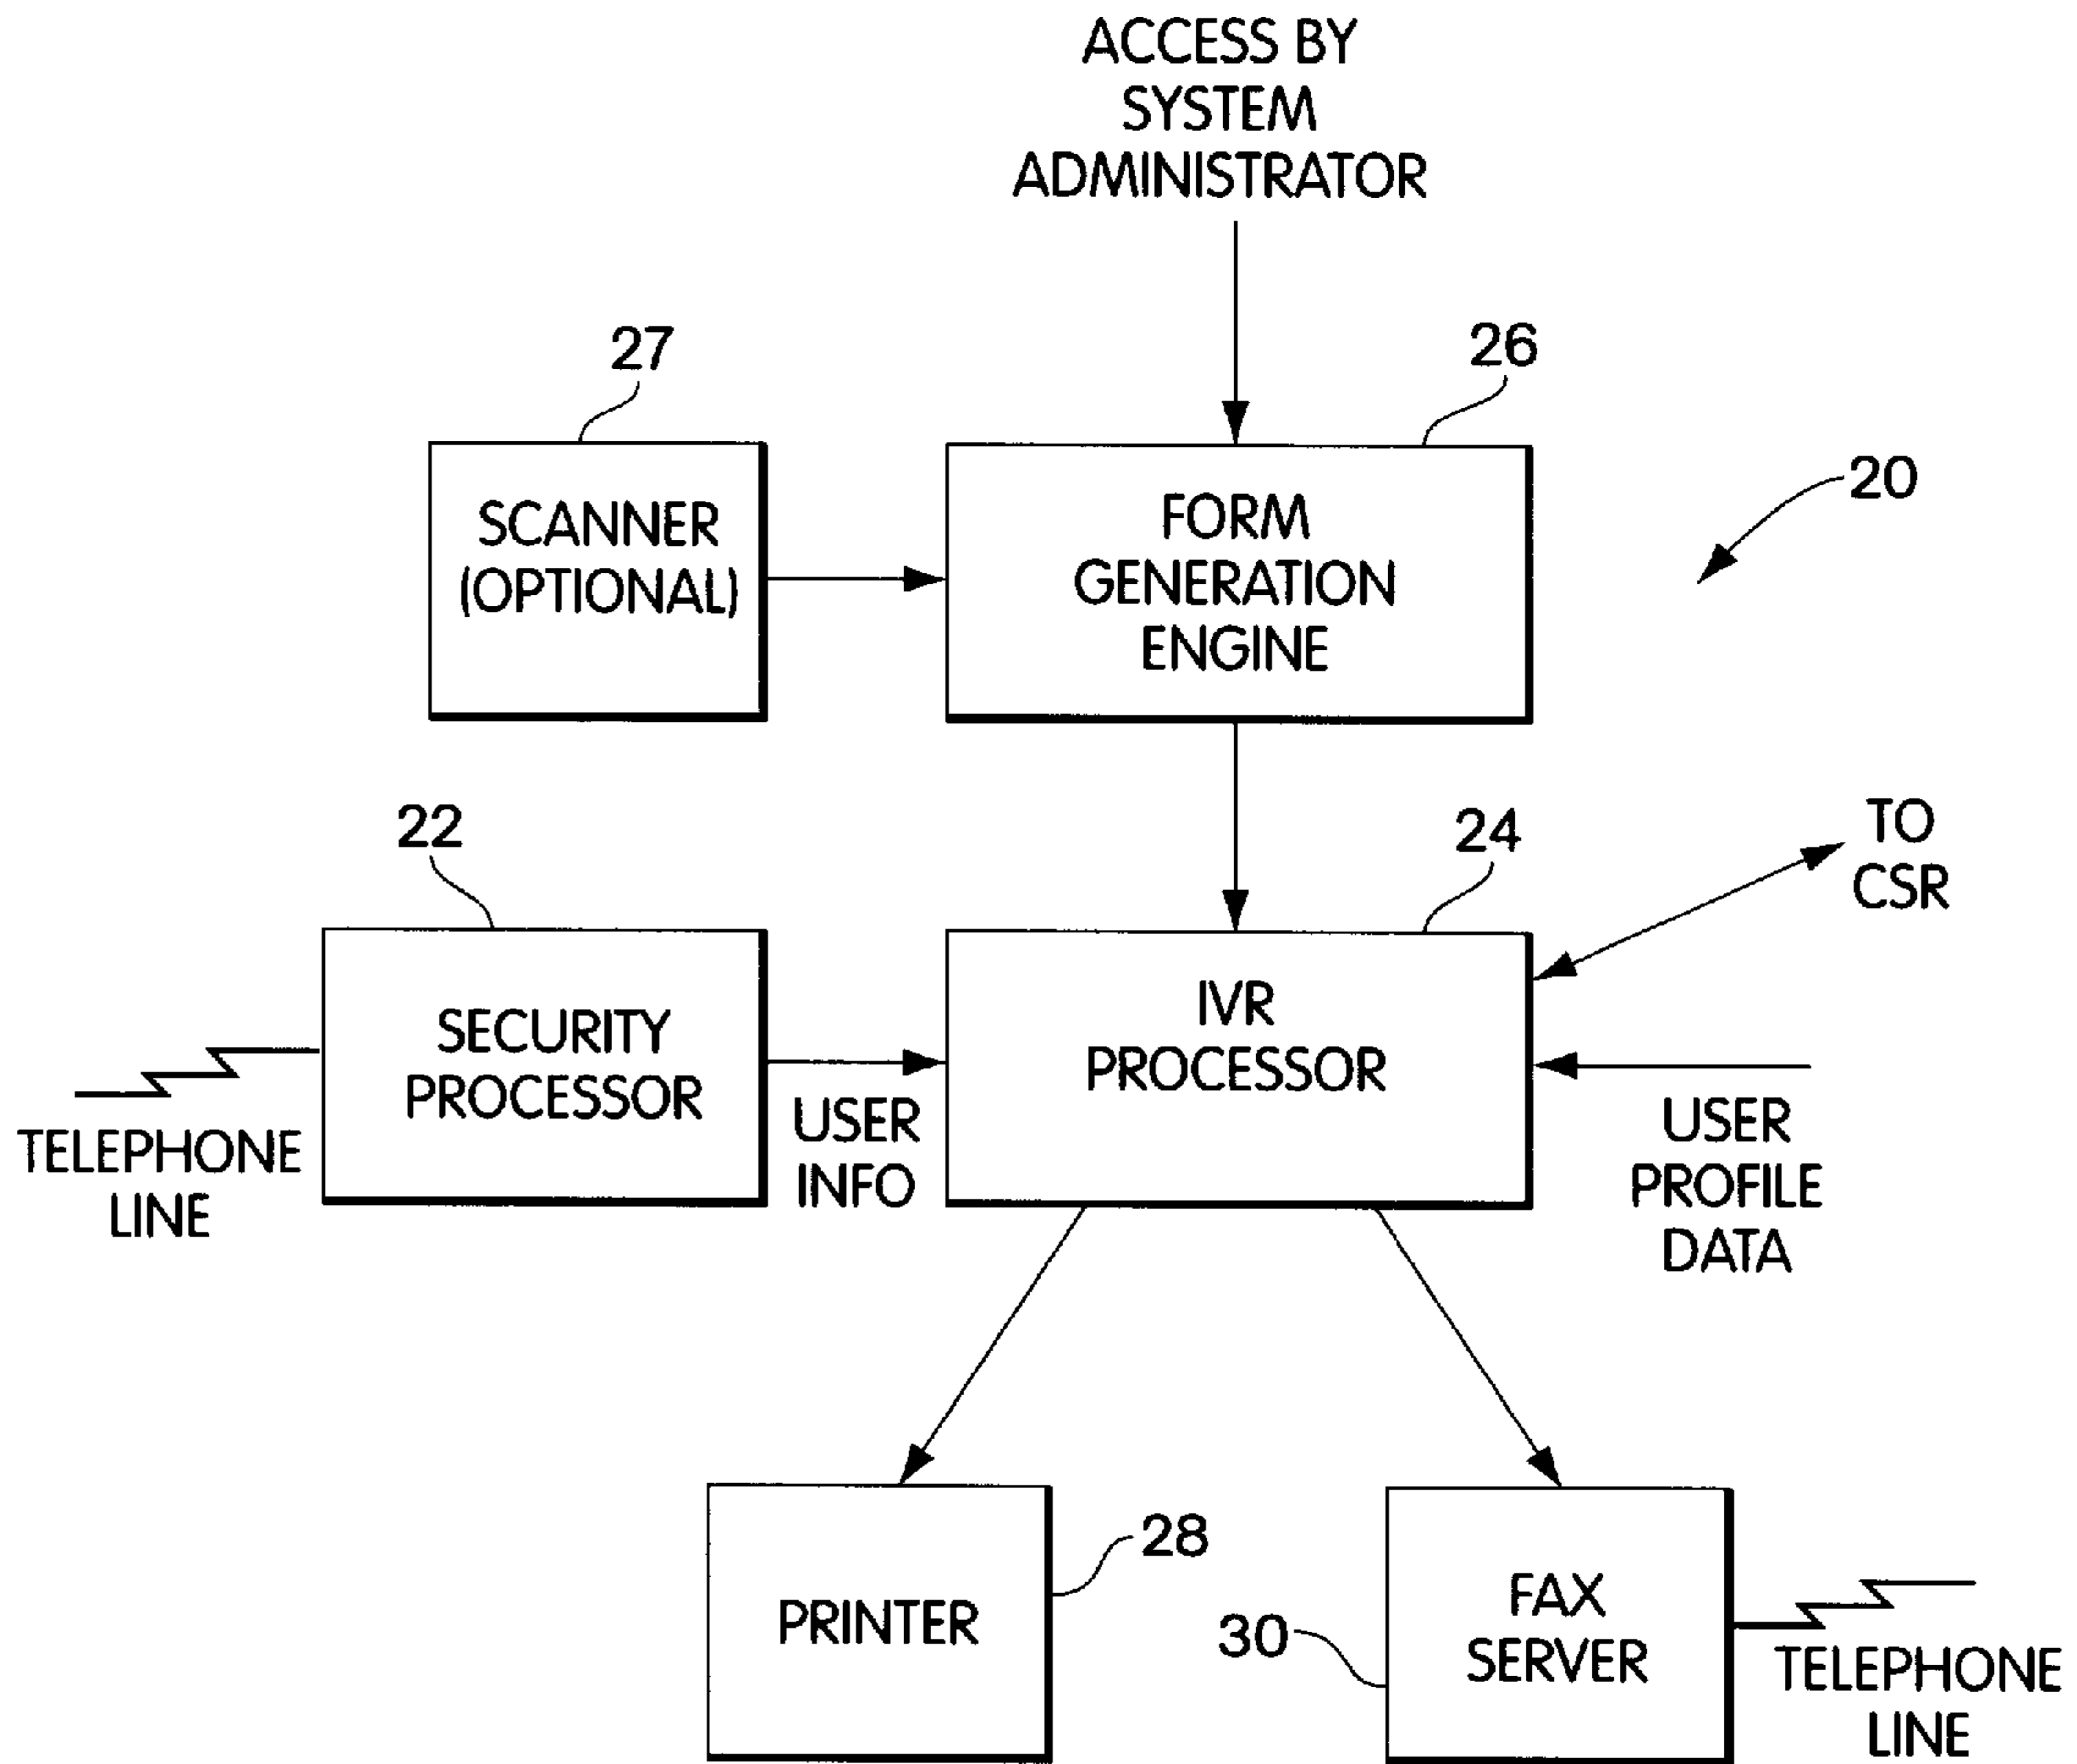 ACCESS BY
SYSTEM
ADMINISTRATOR
27
26
20
SCANNER
(OPTIONAL)
FORM
GENERATION
ENGINE
22
24
TO
CSR
SECURITY
PROCESSOR
IVR
PROCESSOR
TELEPHONE
LINE
USER
INFO
USER
PROFILE
DATA
28
PRINTER
30
FAX
SERVER
TELEPHONE
LINE